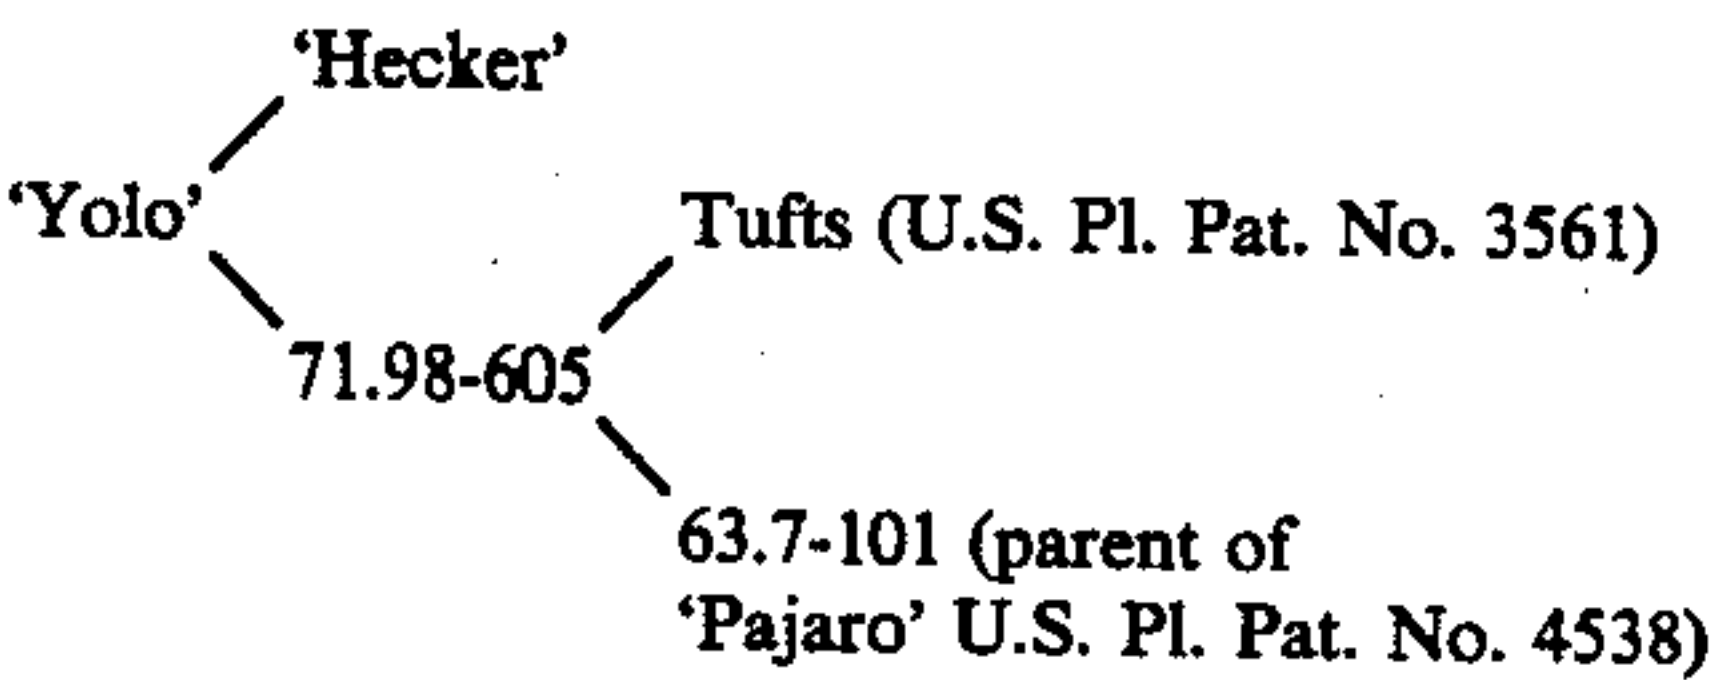 ‘Hecker’
‘Yolo’
Tufts (U.S. Pl. Pat. No. 3561)
71.98-605
63.7-101 (parent of
‘Pajaro’ U.S. Pl. Pat. No. 4538)